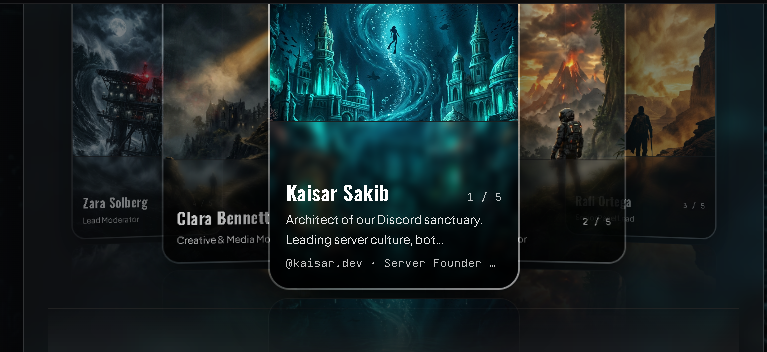 Zara Solberg
Lead Moderator
Clara Bennett
Creative & Media Mo
Kaisar Sakib
1 / 5
Architect of our Discord sanctuary.
Leading server culture, bot…
@kaisar.dev · Server Founder …
2 / 5
or
Rafi Ortega
3 / 5